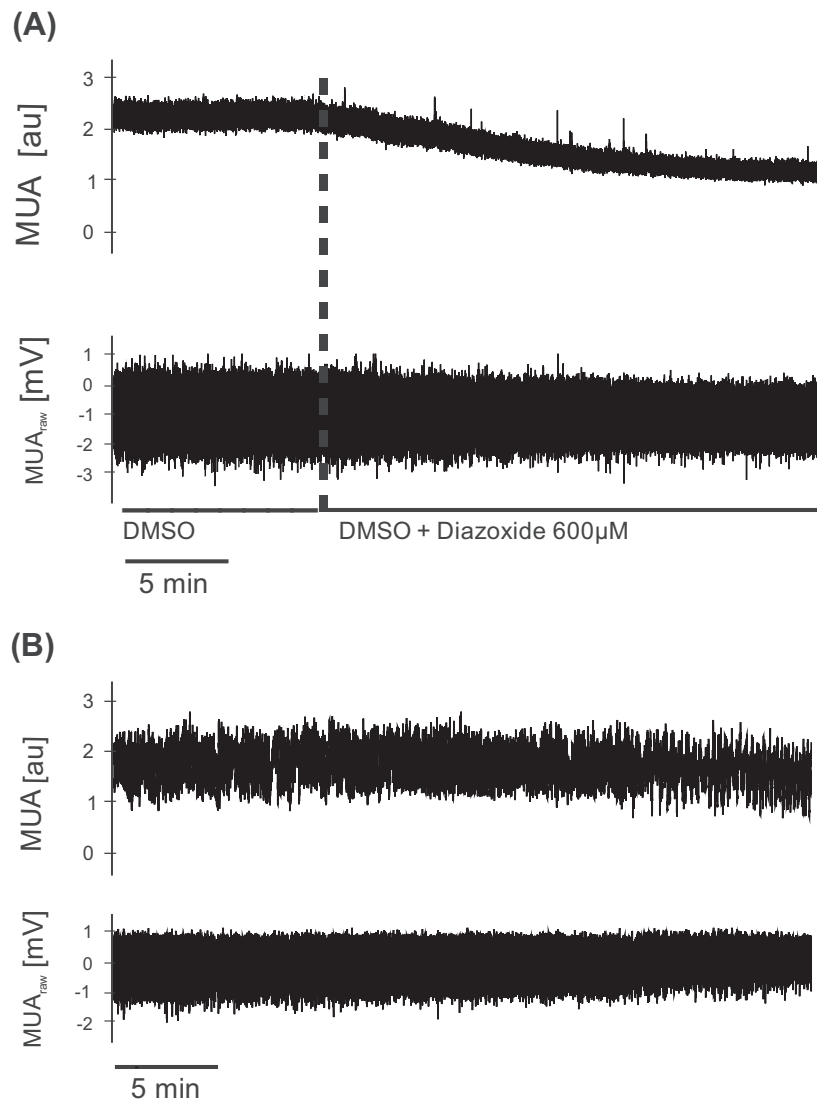 (A)
MUA [au]
3
2
1
0
MUAraw [mV]
1
0
-1
-2
-3
DMSO
DMSO + Diazoxide 600µM
5 min
(B)
MUA [au]
3
2
1
0
MUAraw [mV]
1
0
-1
-2
5 min